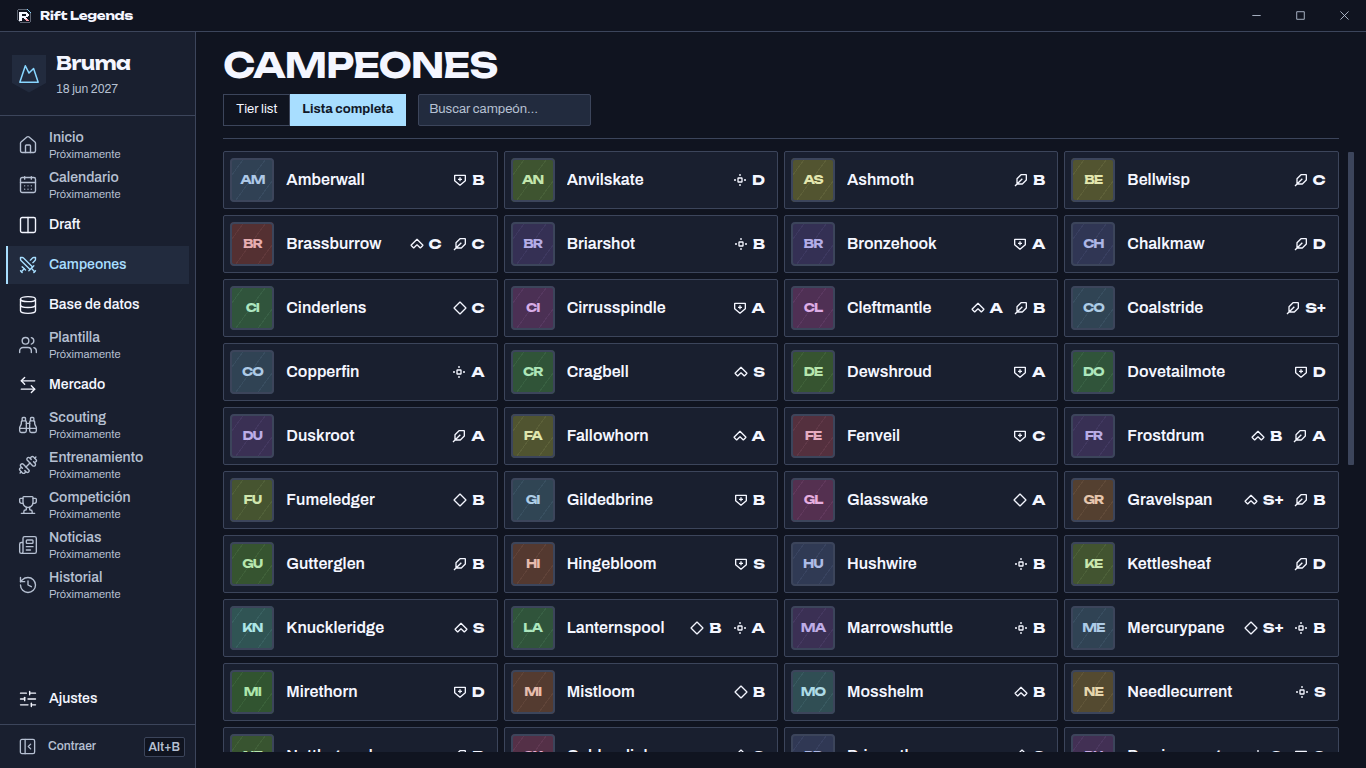 Rift Legends
Bruma
18 jun 2027
Inicio
Próximamente
Calendario
Próximamente
Draft
Campeones
Base de datos
Plantilla
Próximamente
Mercado
Scouting
Próximamente
Entrenamiento
Próximamente
Competición
Próximamente
Noticias
Próximamente
Historial
Próximamente
Ajustes
Contraer Alt+B
CAMPEONES
Tier list Lista completa Buscar campeón...
AM Amberwall B
AN Anvilskate D
AS Ashmoth B
BE Bellwisp C
BR Brassburrow C C
BR Briarshot B
BR Bronzehook A
CH Chalkmaw D
CI Cinderlens C
CI Cirrusspindle A
CL Cleftmantle A B
CO Coalstride S+
CO Copperfin A
CR Cragbell S
DE Dewshroud A
DO Dovetailmote D
DU Duskroot A
FA Fallowhorn A
FE Fenveil C
FR Frostdrum B A
FU Fumeledger B
GI Gildedbrine B
GL Glasswake A
GR Gravelspan S+ B
GU Gutterglen B
HI Hingebloom S
HU Hushwire B
KE Kettlesheaf D
KN Knuckleridge S
LA Lanternspool B A
MA Marrowshuttle B
ME Mercurypane S+ B
MI Mirethorn D
MI Mistloom B
MO Mosshelm B
NE Needlecurrent S